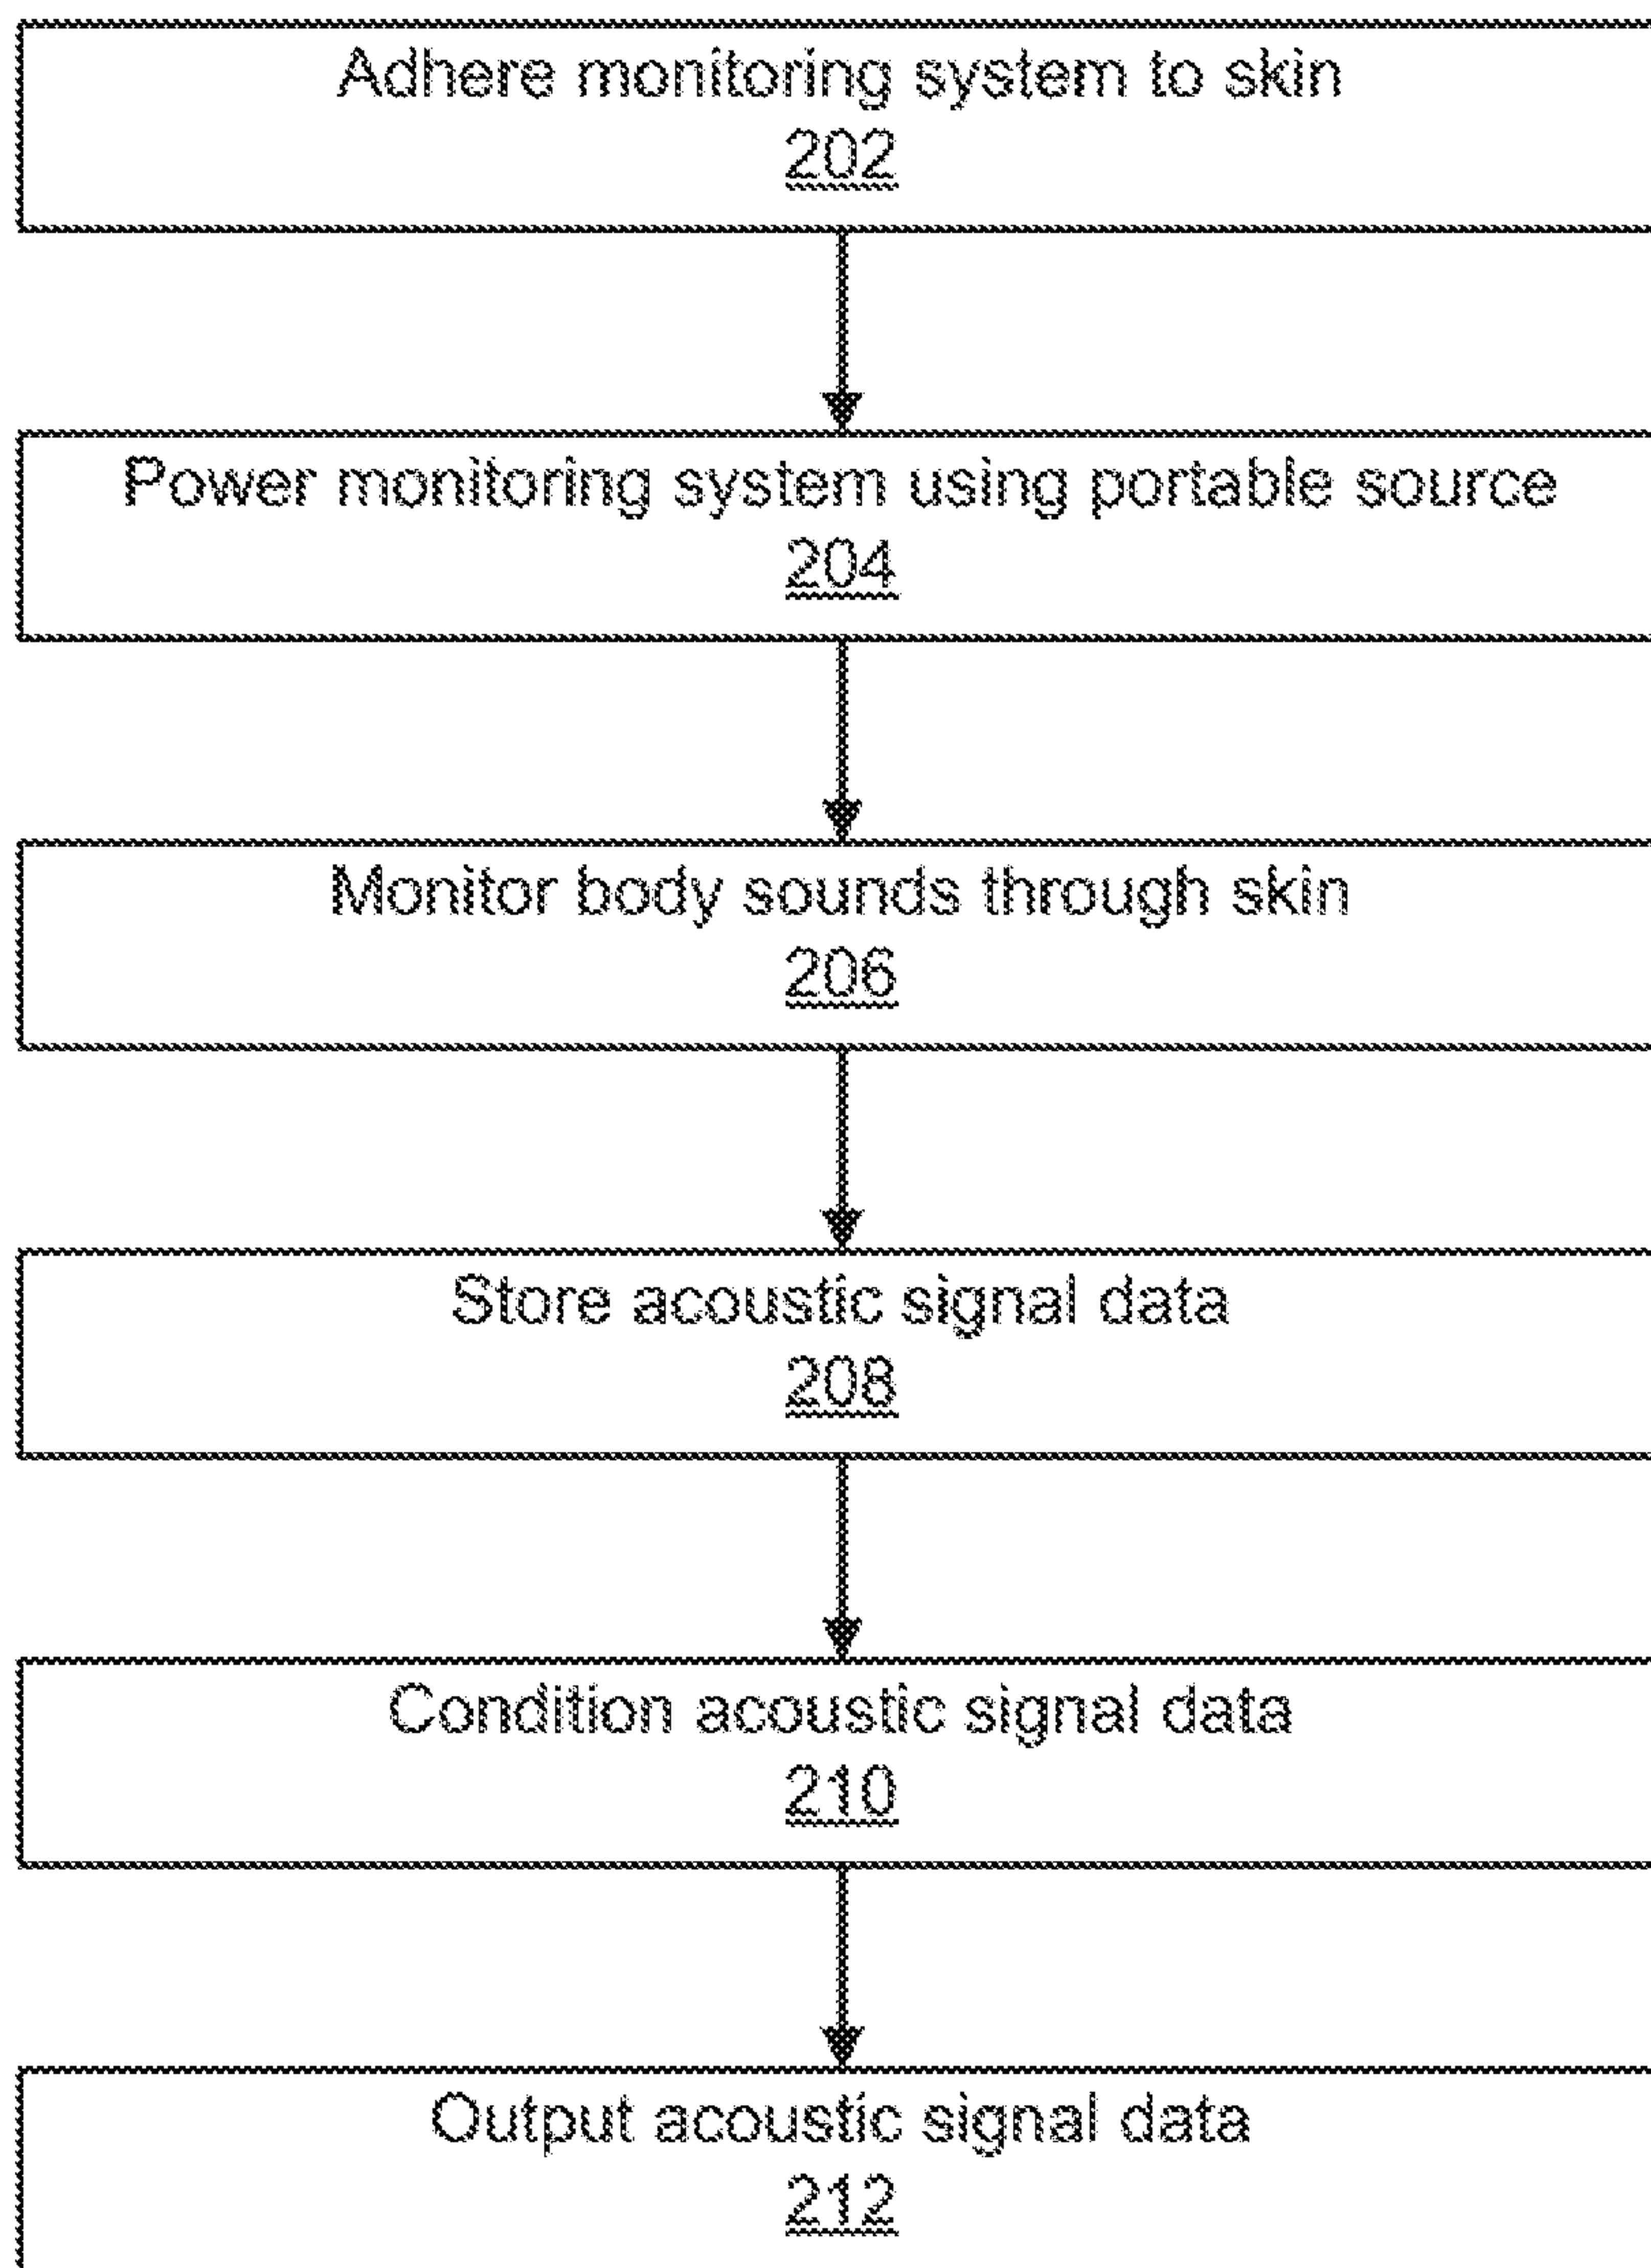 Adhere monitoring system to skin
202
Power monitoring system using portable source
204
Monitor body sounds through skin
206
Store acoustic signal data
208
Condition acoustic signal data
210
Output acoustic signal data
212